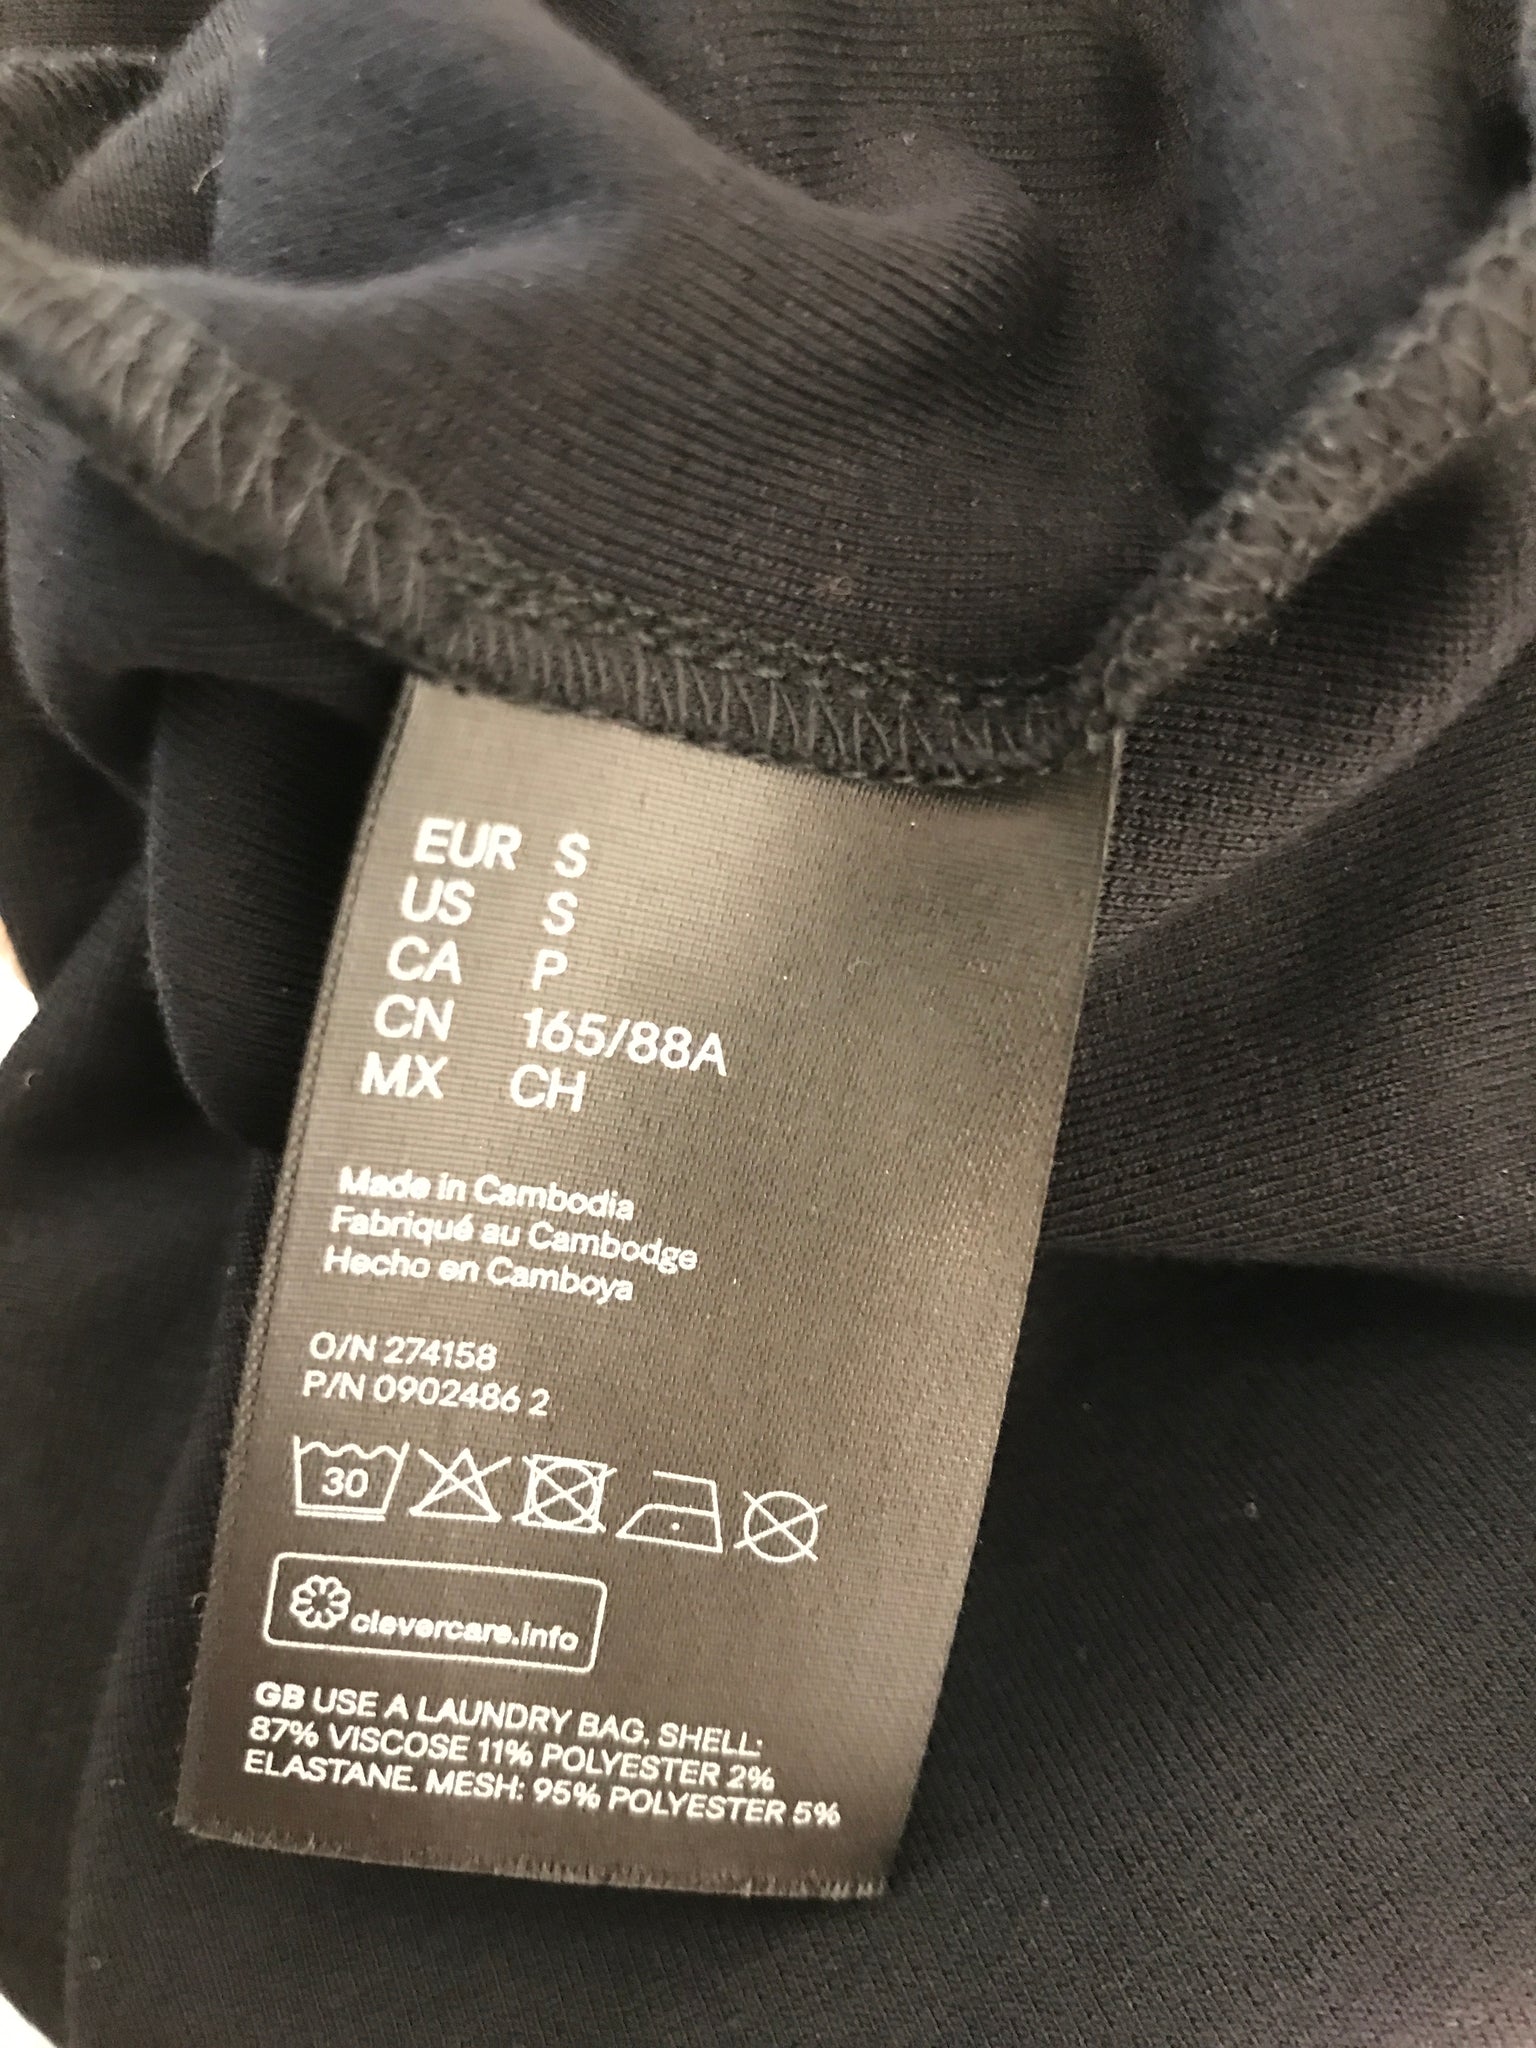 EUR S
US S
CA P
CN 165/88A
MX CH
Made in Cambodia
Fabriqué au Cambodge
Hecho en Camboya
O/N 274158
P/N 0902486 2
30
clevercare.info
GB USE A LAUNDRY BAG. SHELL:
87% VISCOSE 11% POLYESTER 2%
ELASTANE. MESH: 95% POLYESTER 5%